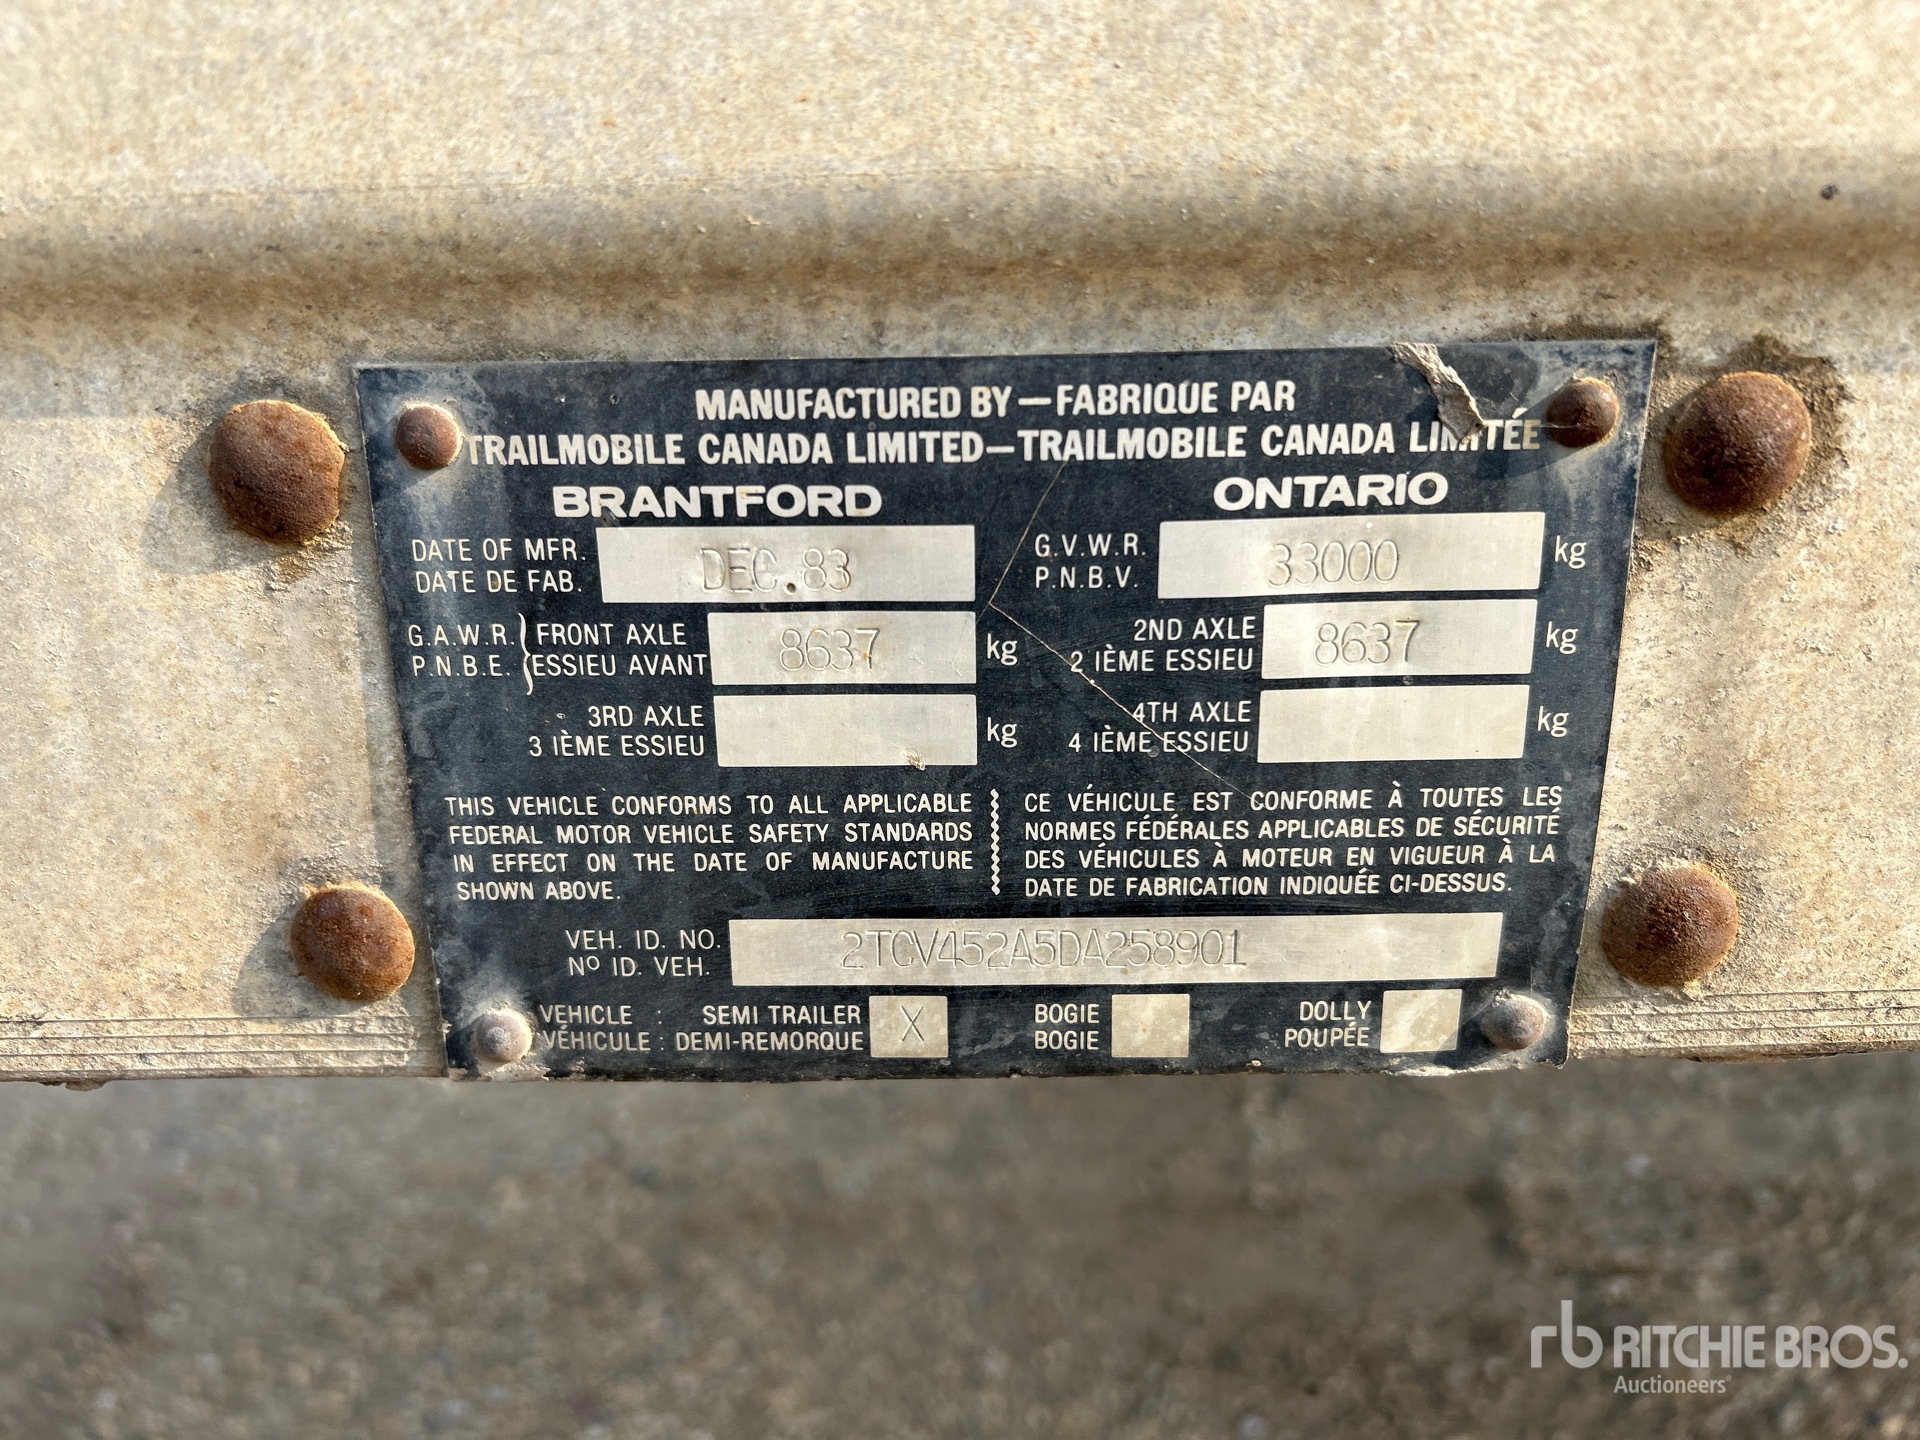 MANUFACTURED BY — FABRIQUE PAR
TRAILMOBILE CANADA LIMITED — TRAILMOBILE CANADA LIMITÉE
BRANTFORD ONTARIO
DATE OF MFR. DEC.83 G.V.W.R. 33000 kg
DATE DE FAB. P.N.B.V.
G.A.W.R. FRONT AXLE 8637 kg 2ND AXLE 8637 kg
P.N.B.E. ESSIEU AVANT 2 IÈME ESSIEU
3RD AXLE kg 4TH AXLE kg
3 IÈME ESSIEU 4 IÈME ESSIEU
THIS VEHICLE CONFORMS TO ALL APPLICABLE
FEDERAL MOTOR VEHICLE SAFETY STANDARDS
IN EFFECT ON THE DATE OF MANUFACTURE
SHOWN ABOVE.
CE VÉHICULE EST CONFORME À TOUTES LES
NORMES FÉDÉRALES APPLICABLES DE SÉCURITÉ
DES VÉHICULES À MOTEUR EN VIGUEUR À LA
DATE DE FABRICATION INDIQUÉE CI-DESSUS.
VEH. ID. NO. 2TCV452A5DA258901
Nº ID. VEH.
VEHICLE : SEMI TRAILER X BOGIE DOLLY
VÉHICULE : DEMI-REMORQUE BOGIE POUPÉE
rb RITCHIE BROS.
Auctioneers